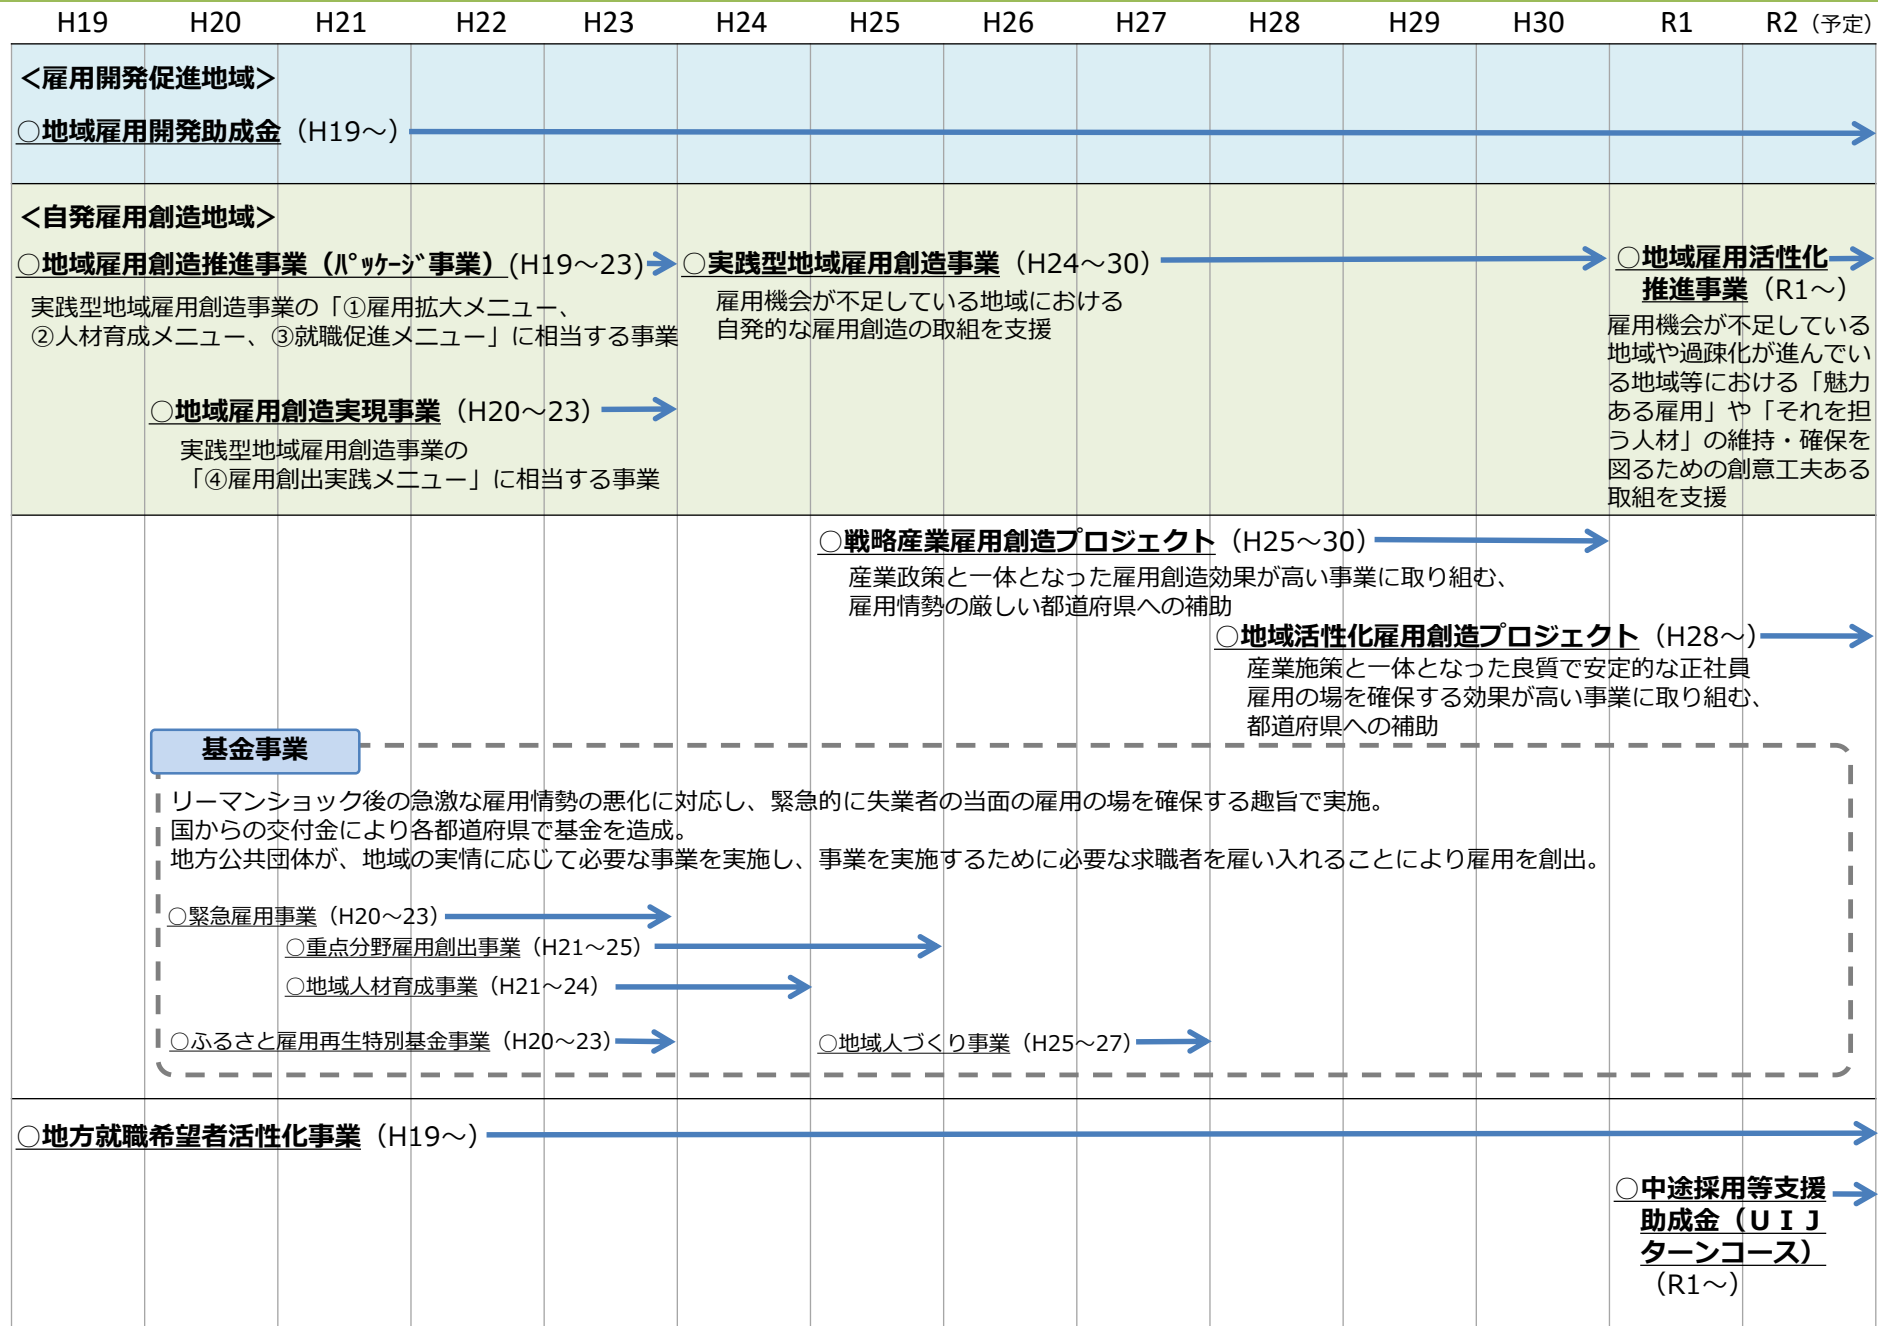 H19 H20 H21 H22 H23 H24 H25 H26 H27 H28 H29 H30 R1 R2（予定）
＜雇用開発促進地域＞
○地域雇用開発助成金（H19～）
＜自発雇用創造地域＞
○地域雇用創造推進事業（ﾊﾟｯｹｰｼﾞ事業）(H19～23)
実践型地域雇用創造事業の「①雇用拡大メニュー、
②人材育成メニュー、③就職促進メニュー」に相当する事業
○地域雇用創造実現事業（H20～23）
実践型地域雇用創造事業の
「④雇用創出実践メニュー」に相当する事業
○実践型地域雇用創造事業（H24～30）
雇用機会が不足している地域における
自発的な雇用創造の取組を支援
○地域雇用活性化
推進事業（R1～）
雇用機会が不足している
地域や過疎化が進んでい
る地域等における「魅力
ある雇用」や「それを担
う人材」の維持・確保を
図るための創意工夫ある
取組を支援
○戦略産業雇用創造プロジェクト（H25～30）
産業政策と一体となった雇用創造効果が高い事業に取り組む、
雇用情勢の厳しい都道府県への補助
○地域活性化雇用創造プロジェクト（H28～）
産業施策と一体となった良質で安定的な正社員
雇用の場を確保する効果が高い事業に取り組む、
都道府県への補助
基金事業
リーマンショック後の急激な雇用情勢の悪化に対応し、緊急的に失業者の当面の雇用の場を確保する趣旨で実施。
国からの交付金により各都道府県で基金を造成。
地方公共団体が、地域の実情に応じて必要な事業を実施し、事業を実施するために必要な求職者を雇い入れることにより雇用を創出。
○緊急雇用事業（H20～23）
○重点分野雇用創出事業（H21～25）
○地域人材育成事業（H21～24）
○ふるさと雇用再生特別基金事業（H20～23）
○地域人づくり事業（H25～27）
○地方就職希望者活性化事業（H19～）
○中途採用等支援
助成金（ＵＩＪ
ターンコース）
（R1～）